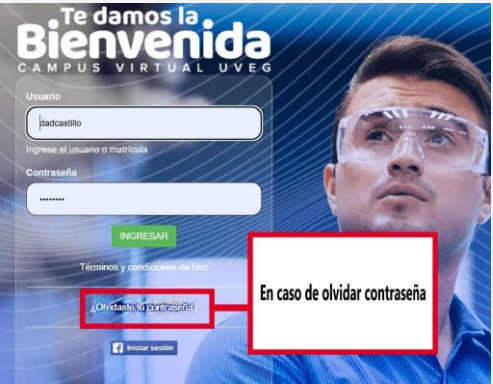 Te damos la
Bienvenida
CAMPUS VIRTUAL UVEG
Usuario
dadcastillo
Ingrese el usuario o matrícula
Contraseña
••••••••
INGRESAR
Términos y condiciones de Uso
¿Olvidaste tu contraseña?
En caso de olvidar contraseña
f Iniciar sesión